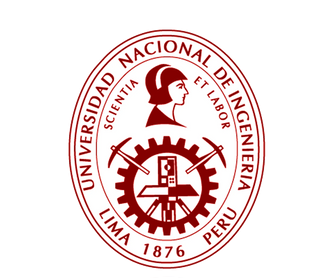 UNIVERSIDAD NACIONAL DE INGENIERIA
SCIENTIA ET LABOR
LIMA 1876 PERU